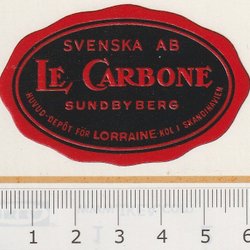 SVENSKA AB
LE CARBONE
SUNDBYBERG
HUVUD-DEPÔT FÖR LORRAINE-KOL I SKANDINAVIEN
1 2 3 4 5 6